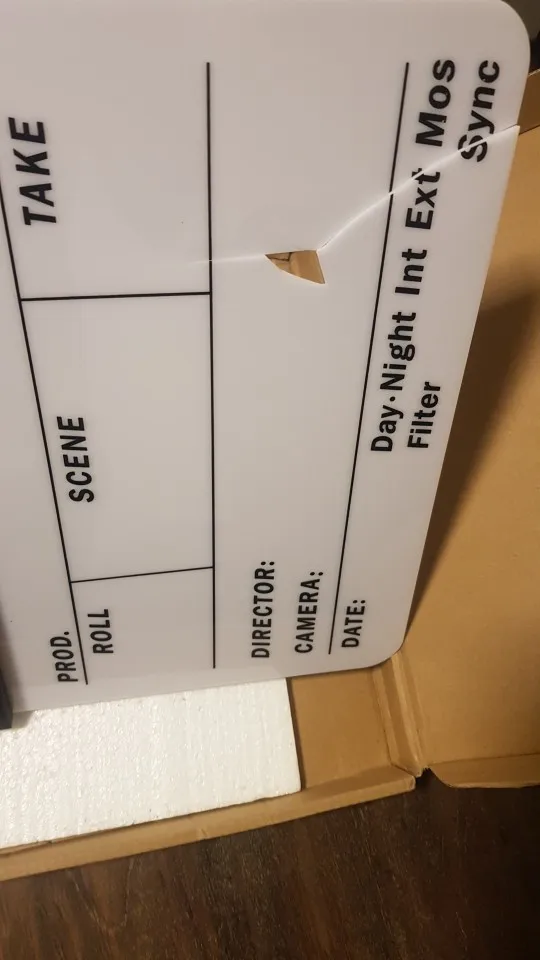 PROD.
ROLL SCENE TAKE
DIRECTOR:
CAMERA:
DATE: Day·Night Int Ext Mos
Filter Sync